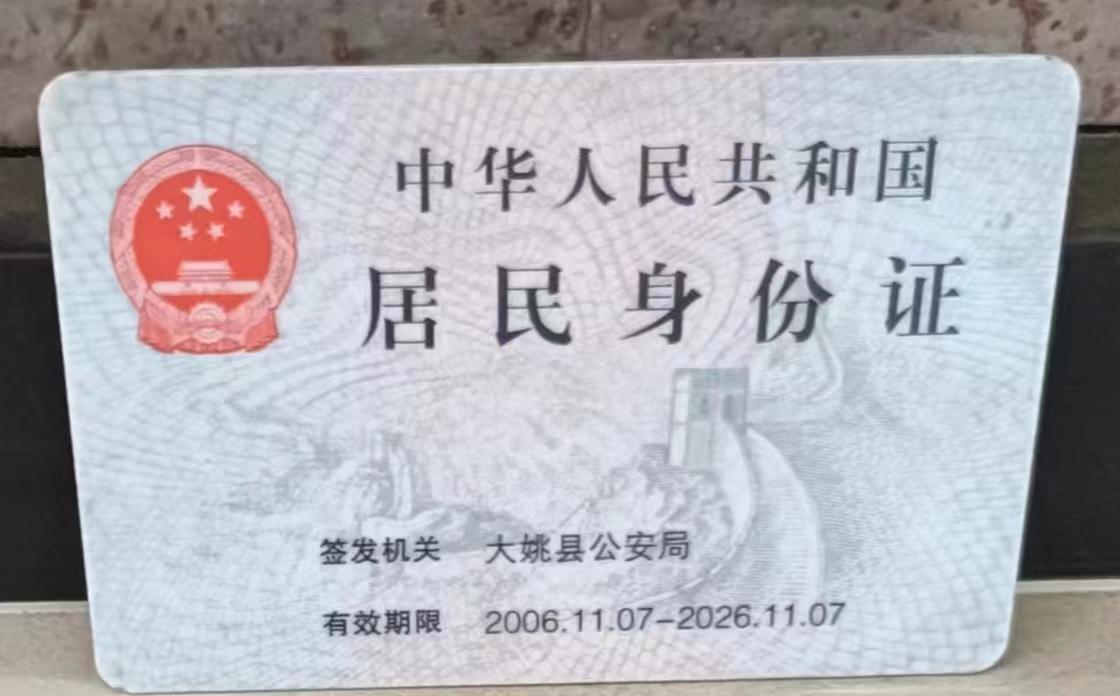 中华人民共和国
居民身份证
签发机关 大姚县公安局
有效期限 2006.11.07-2026.11.07